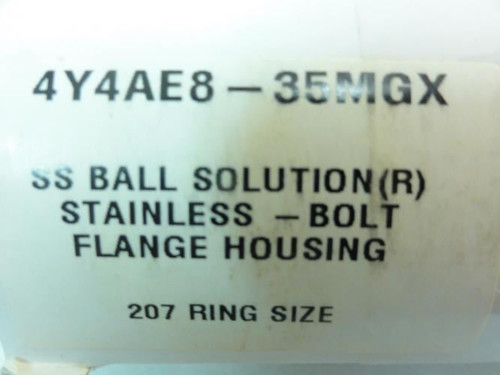 4Y4AE8-35MGX
SS BALL SOLUTION(R)
STAINLESS -BOLT
FLANGE HOUSING
207 RING SIZE